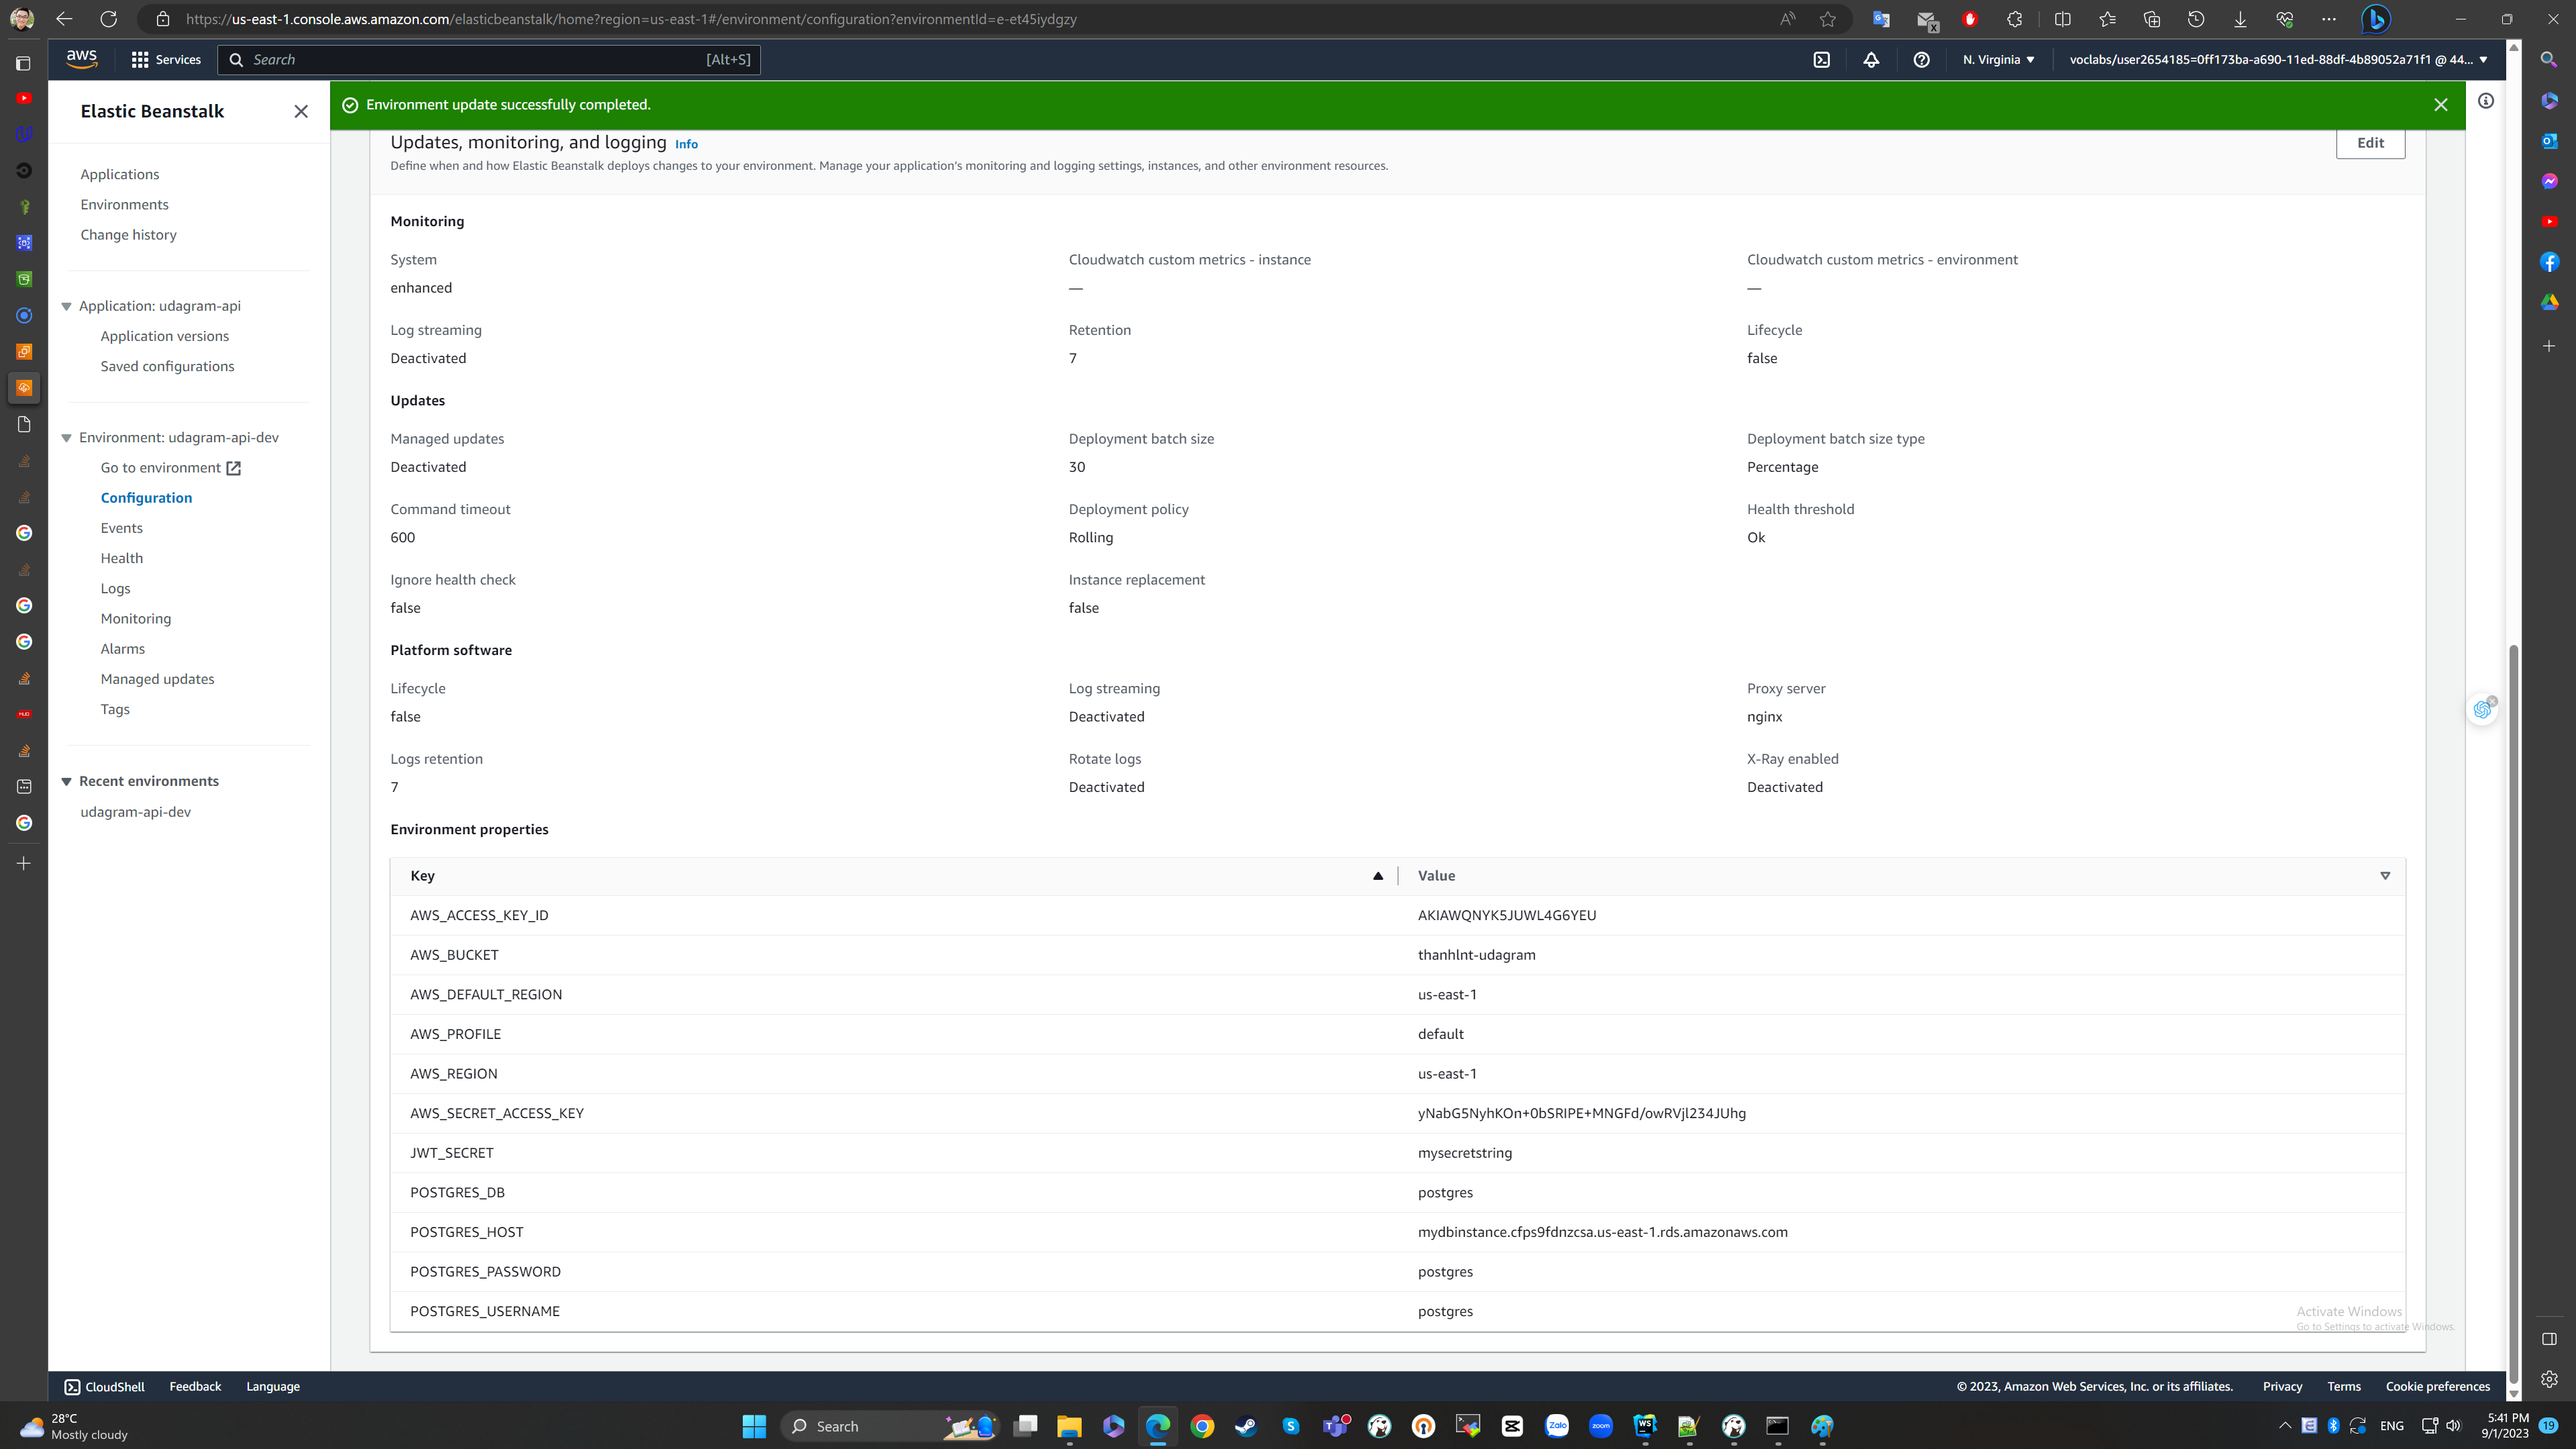 https://us-east-1.console.aws.amazon.com/elasticbeanstalk/home?region=us-east-1#/environment/configuration?environmentId=e-et45iydgzy
aws
Services
Search
[Alt+S]
N. Virginia
voclabs/user2654185=0ff173ba-a690-11ed-88df-4b89052a71f1 @ 44...
Elastic Beanstalk
Applications
Environments
Change history
Application: udagram-api
Application versions
Saved configurations
Environment: udagram-api-dev
Go to environment
Configuration
Events
Health
Logs
Monitoring
Alarms
Managed updates
Tags
Recent environments
udagram-api-dev
Environment update successfully completed.
Updates, monitoring, and logging Info
Edit
Define when and how Elastic Beanstalk deploys changes to your environment. Manage your application's monitoring and logging settings, instances, and other environment resources.
Monitoring
System
Cloudwatch custom metrics - instance
Cloudwatch custom metrics - environment
enhanced
—
—
Log streaming
Retention
Lifecycle
Deactivated
7
false
Updates
Managed updates
Deployment batch size
Deployment batch size type
Deactivated
30
Percentage
Command timeout
Deployment policy
Health threshold
600
Rolling
Ok
Ignore health check
Instance replacement
false
false
Platform software
Lifecycle
Log streaming
Proxy server
false
Deactivated
nginx
Logs retention
Rotate logs
X-Ray enabled
7
Deactivated
Deactivated
Environment properties
Key
Value
AWS_ACCESS_KEY_ID
AKIAWQNYK5JUWL4G6YEU
AWS_BUCKET
thanhlnt-udagram
AWS_DEFAULT_REGION
us-east-1
AWS_PROFILE
default
AWS_REGION
us-east-1
AWS_SECRET_ACCESS_KEY
yNabG5NyhKOn+0bSRIPE+MNGFd/owRVjl234JUhg
JWT_SECRET
mysecretstring
POSTGRES_DB
postgres
POSTGRES_HOST
mydbinstance.cfps9fdnzcsa.us-east-1.rds.amazonaws.com
POSTGRES_PASSWORD
postgres
POSTGRES_USERNAME
postgres
Activate Windows
Go to Settings to activate Windows.
CloudShell
Feedback
Language
© 2023, Amazon Web Services, Inc. or its affiliates.
Privacy
Terms
Cookie preferences
28°C
Mostly cloudy
Search
Zalo
zoom
WS
ENG
5:41 PM
9/1/2023
19